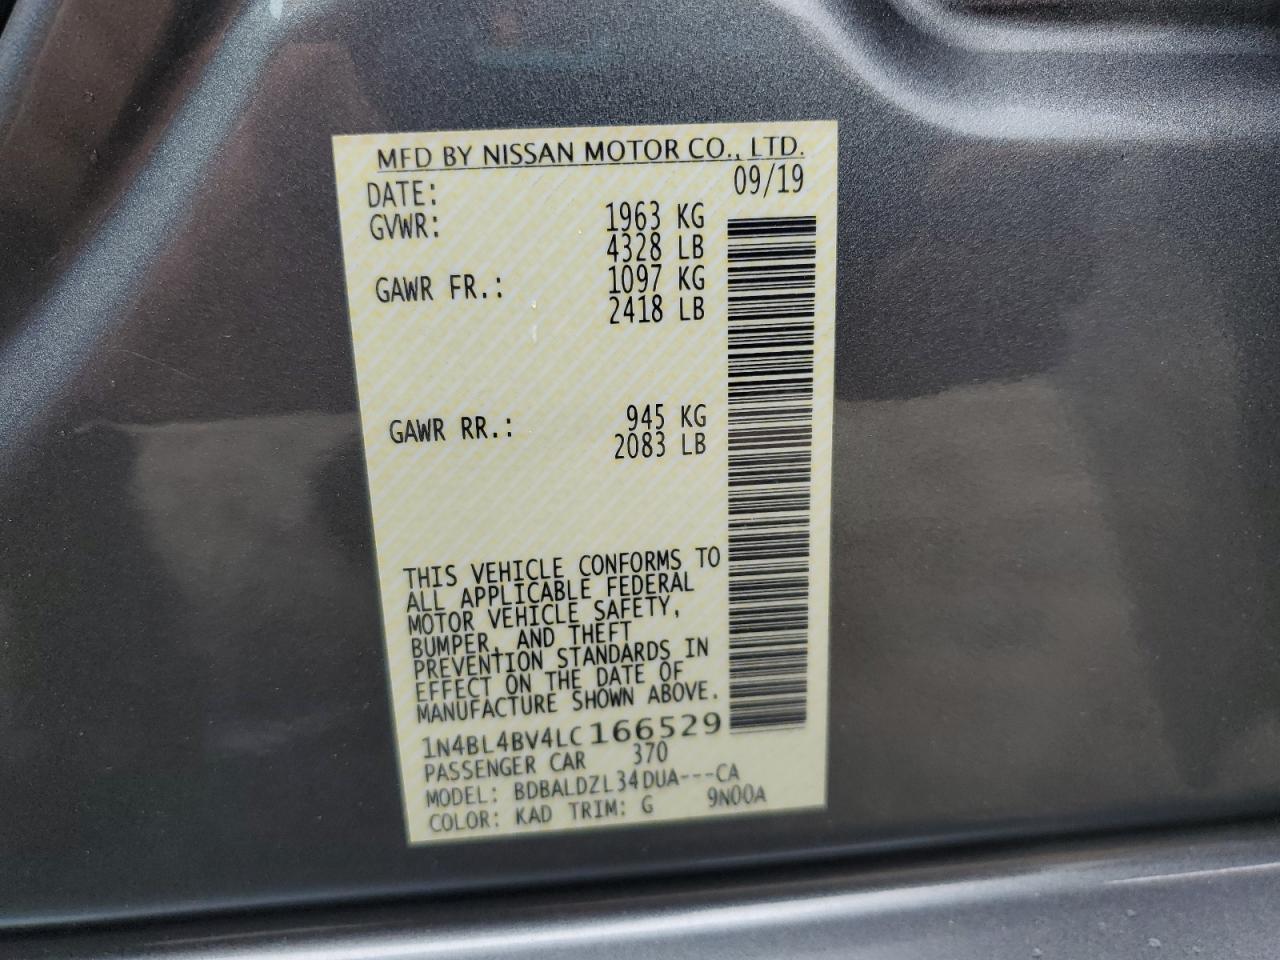 MFD BY NISSAN MOTOR CO., LTD.
DATE: 09/19
GVWR: 1963 KG
4328 LB
GAWR FR.: 1097 KG
2418 LB
GAWR RR.: 945 KG
2083 LB
THIS VEHICLE CONFORMS TO
ALL APPLICABLE FEDERAL
MOTOR VEHICLE SAFETY,
BUMPER, AND THEFT
PREVENTION STANDARDS IN
EFFECT ON THE DATE OF
MANUFACTURE SHOWN ABOVE.
1N4BL4BV4LC166529
PASSENGER CAR 370
MODEL: BDBALDZL34DUA---CA
COLOR: KAD TRIM: G 9N00A